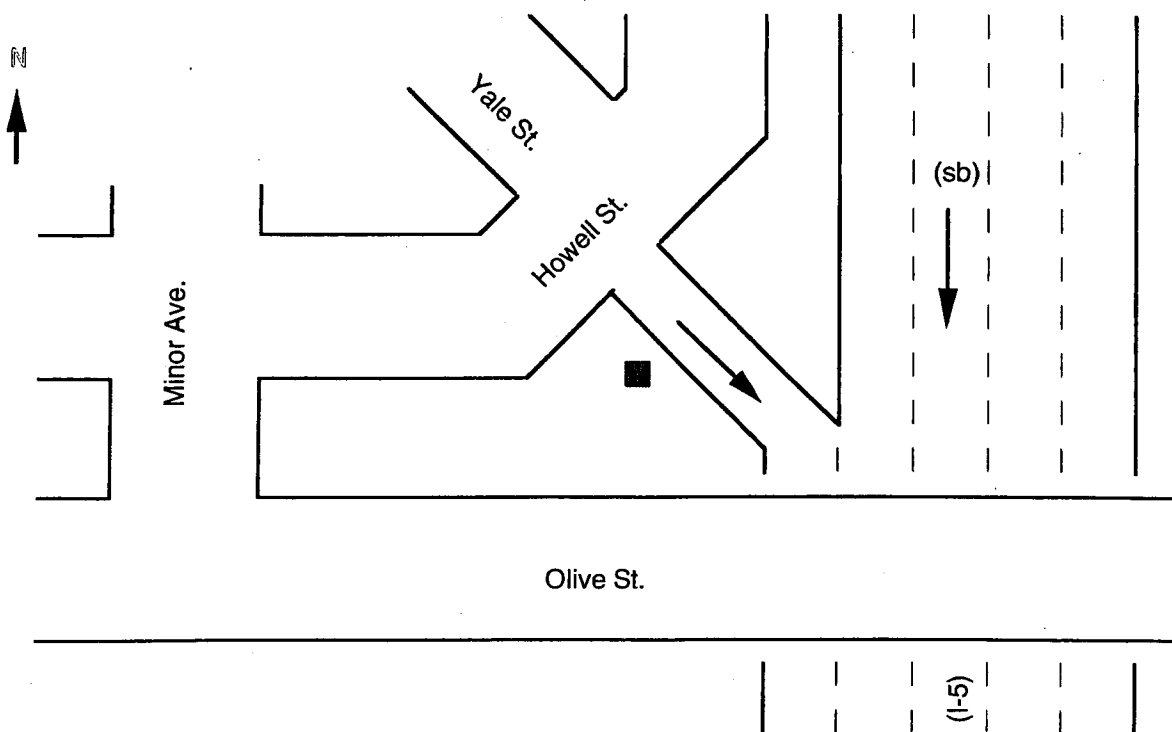 N
Yale St.
(sb)
Howell St.
Minor Ave.
Olive St.
(I-5)